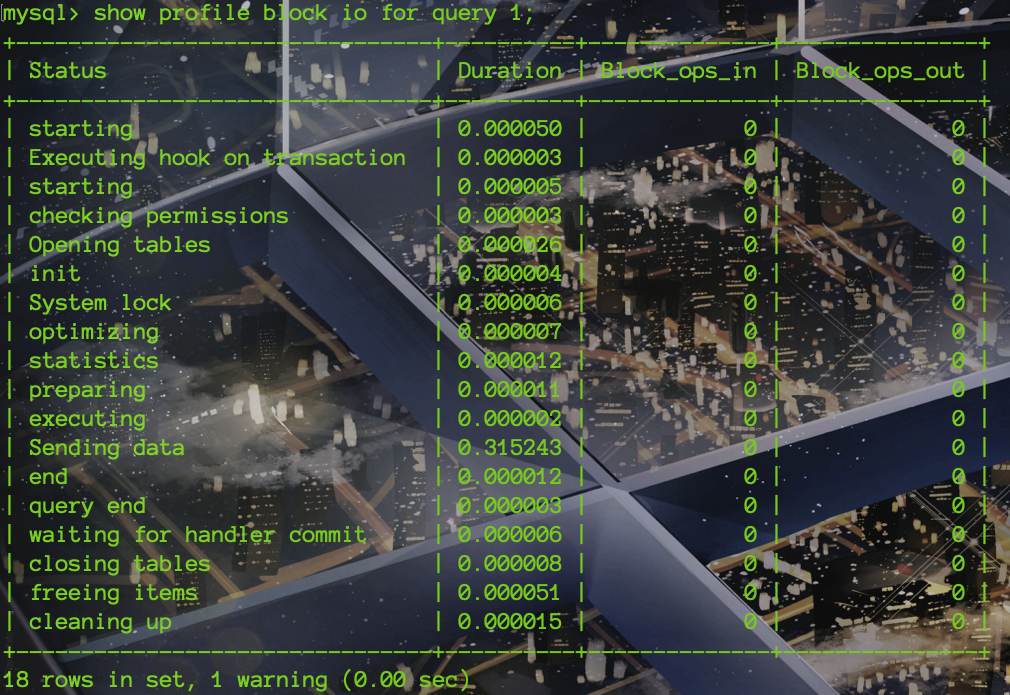 mysql> show profile block io for query 1;
+--------------------------------+----------+--------------+---------------+
| Status                         | Duration | Block_ops_in | Block_ops_out |
+--------------------------------+----------+--------------+---------------+
| starting                       | 0.000050 |            0 |             0 |
| Executing hook on transaction  | 0.000003 |            0 |             0 |
| starting                       | 0.000005 |            0 |             0 |
| checking permissions           | 0.000003 |            0 |             0 |
| Opening tables                 | 0.000026 |            0 |             0 |
| init                           | 0.000004 |            0 |             0 |
| System lock                    | 0.000006 |            0 |             0 |
| optimizing                     | 0.000007 |            0 |             0 |
| statistics                     | 0.000012 |            0 |             0 |
| preparing                      | 0.000011 |            0 |             0 |
| executing                      | 0.000002 |            0 |             0 |
| Sending data                   | 0.315243 |            0 |             0 |
| end                            | 0.000012 |            0 |             0 |
| query end                      | 0.000003 |            0 |             0 |
| waiting for handler commit     | 0.000006 |            0 |             0 |
| closing tables                 | 0.000008 |            0 |             0 |
| freeing items                  | 0.000051 |            0 |             0 |
| cleaning up                    | 0.000015 |            0 |             0 |
+--------------------------------+----------+--------------+---------------+
18 rows in set, 1 warning (0.00 sec)